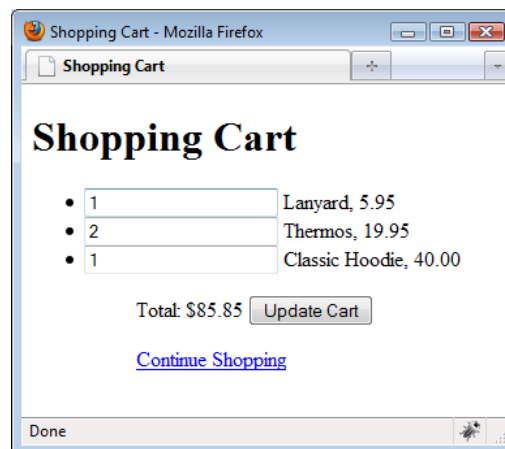 Shopping Cart - Mozilla Firefox
Shopping Cart
Shopping Cart
1 Lanyard, 5.95
2 Thermos, 19.95
1 Classic Hoodie, 40.00
Total: $85.85 Update Cart
Continue Shopping
Done